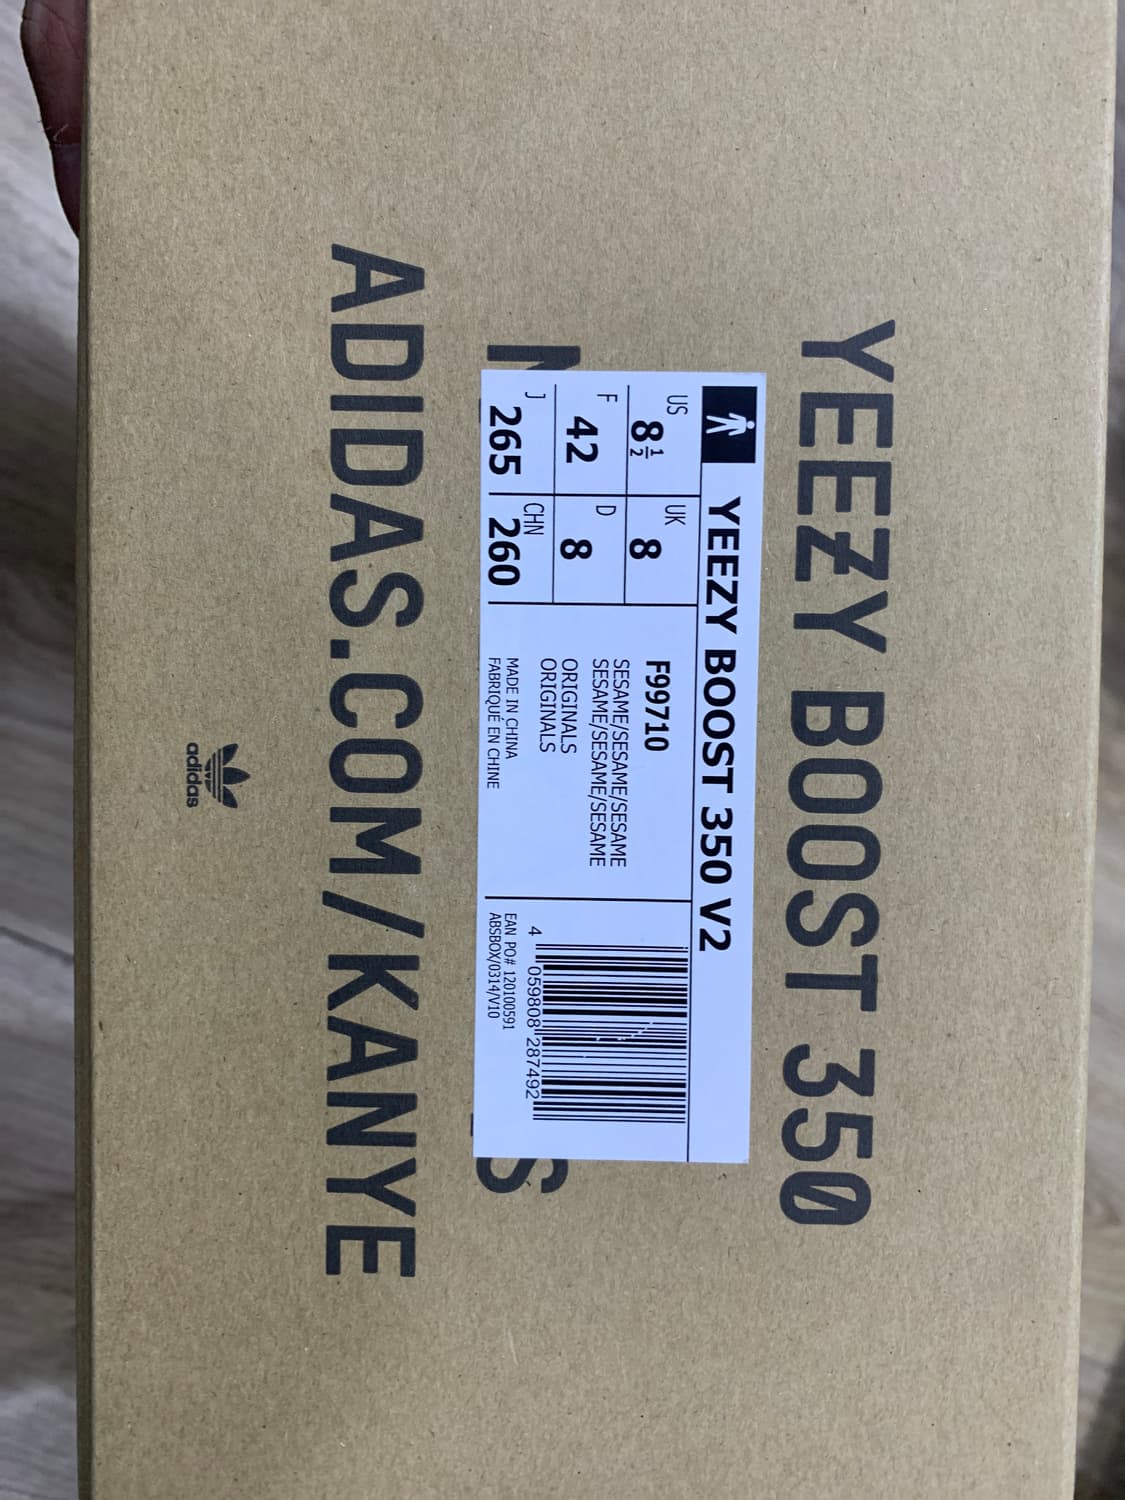 YEEZY BOOST 350
YEEZY BOOST 350 V2
US 8½ UK 8
F 42 D 8
J 265 CHN 260
F99710
SESAME/SESAME/SESAME
SESAME/SESAME/SESAME
ORIGINALS
ORIGINALS
MADE IN CHINA
FABRIQUÉ EN CHINE
4 059808 287492
EAN PO# 120100591
ABSBOX/0314/V10
S
ADIDAS.COM/KANYE
adidas